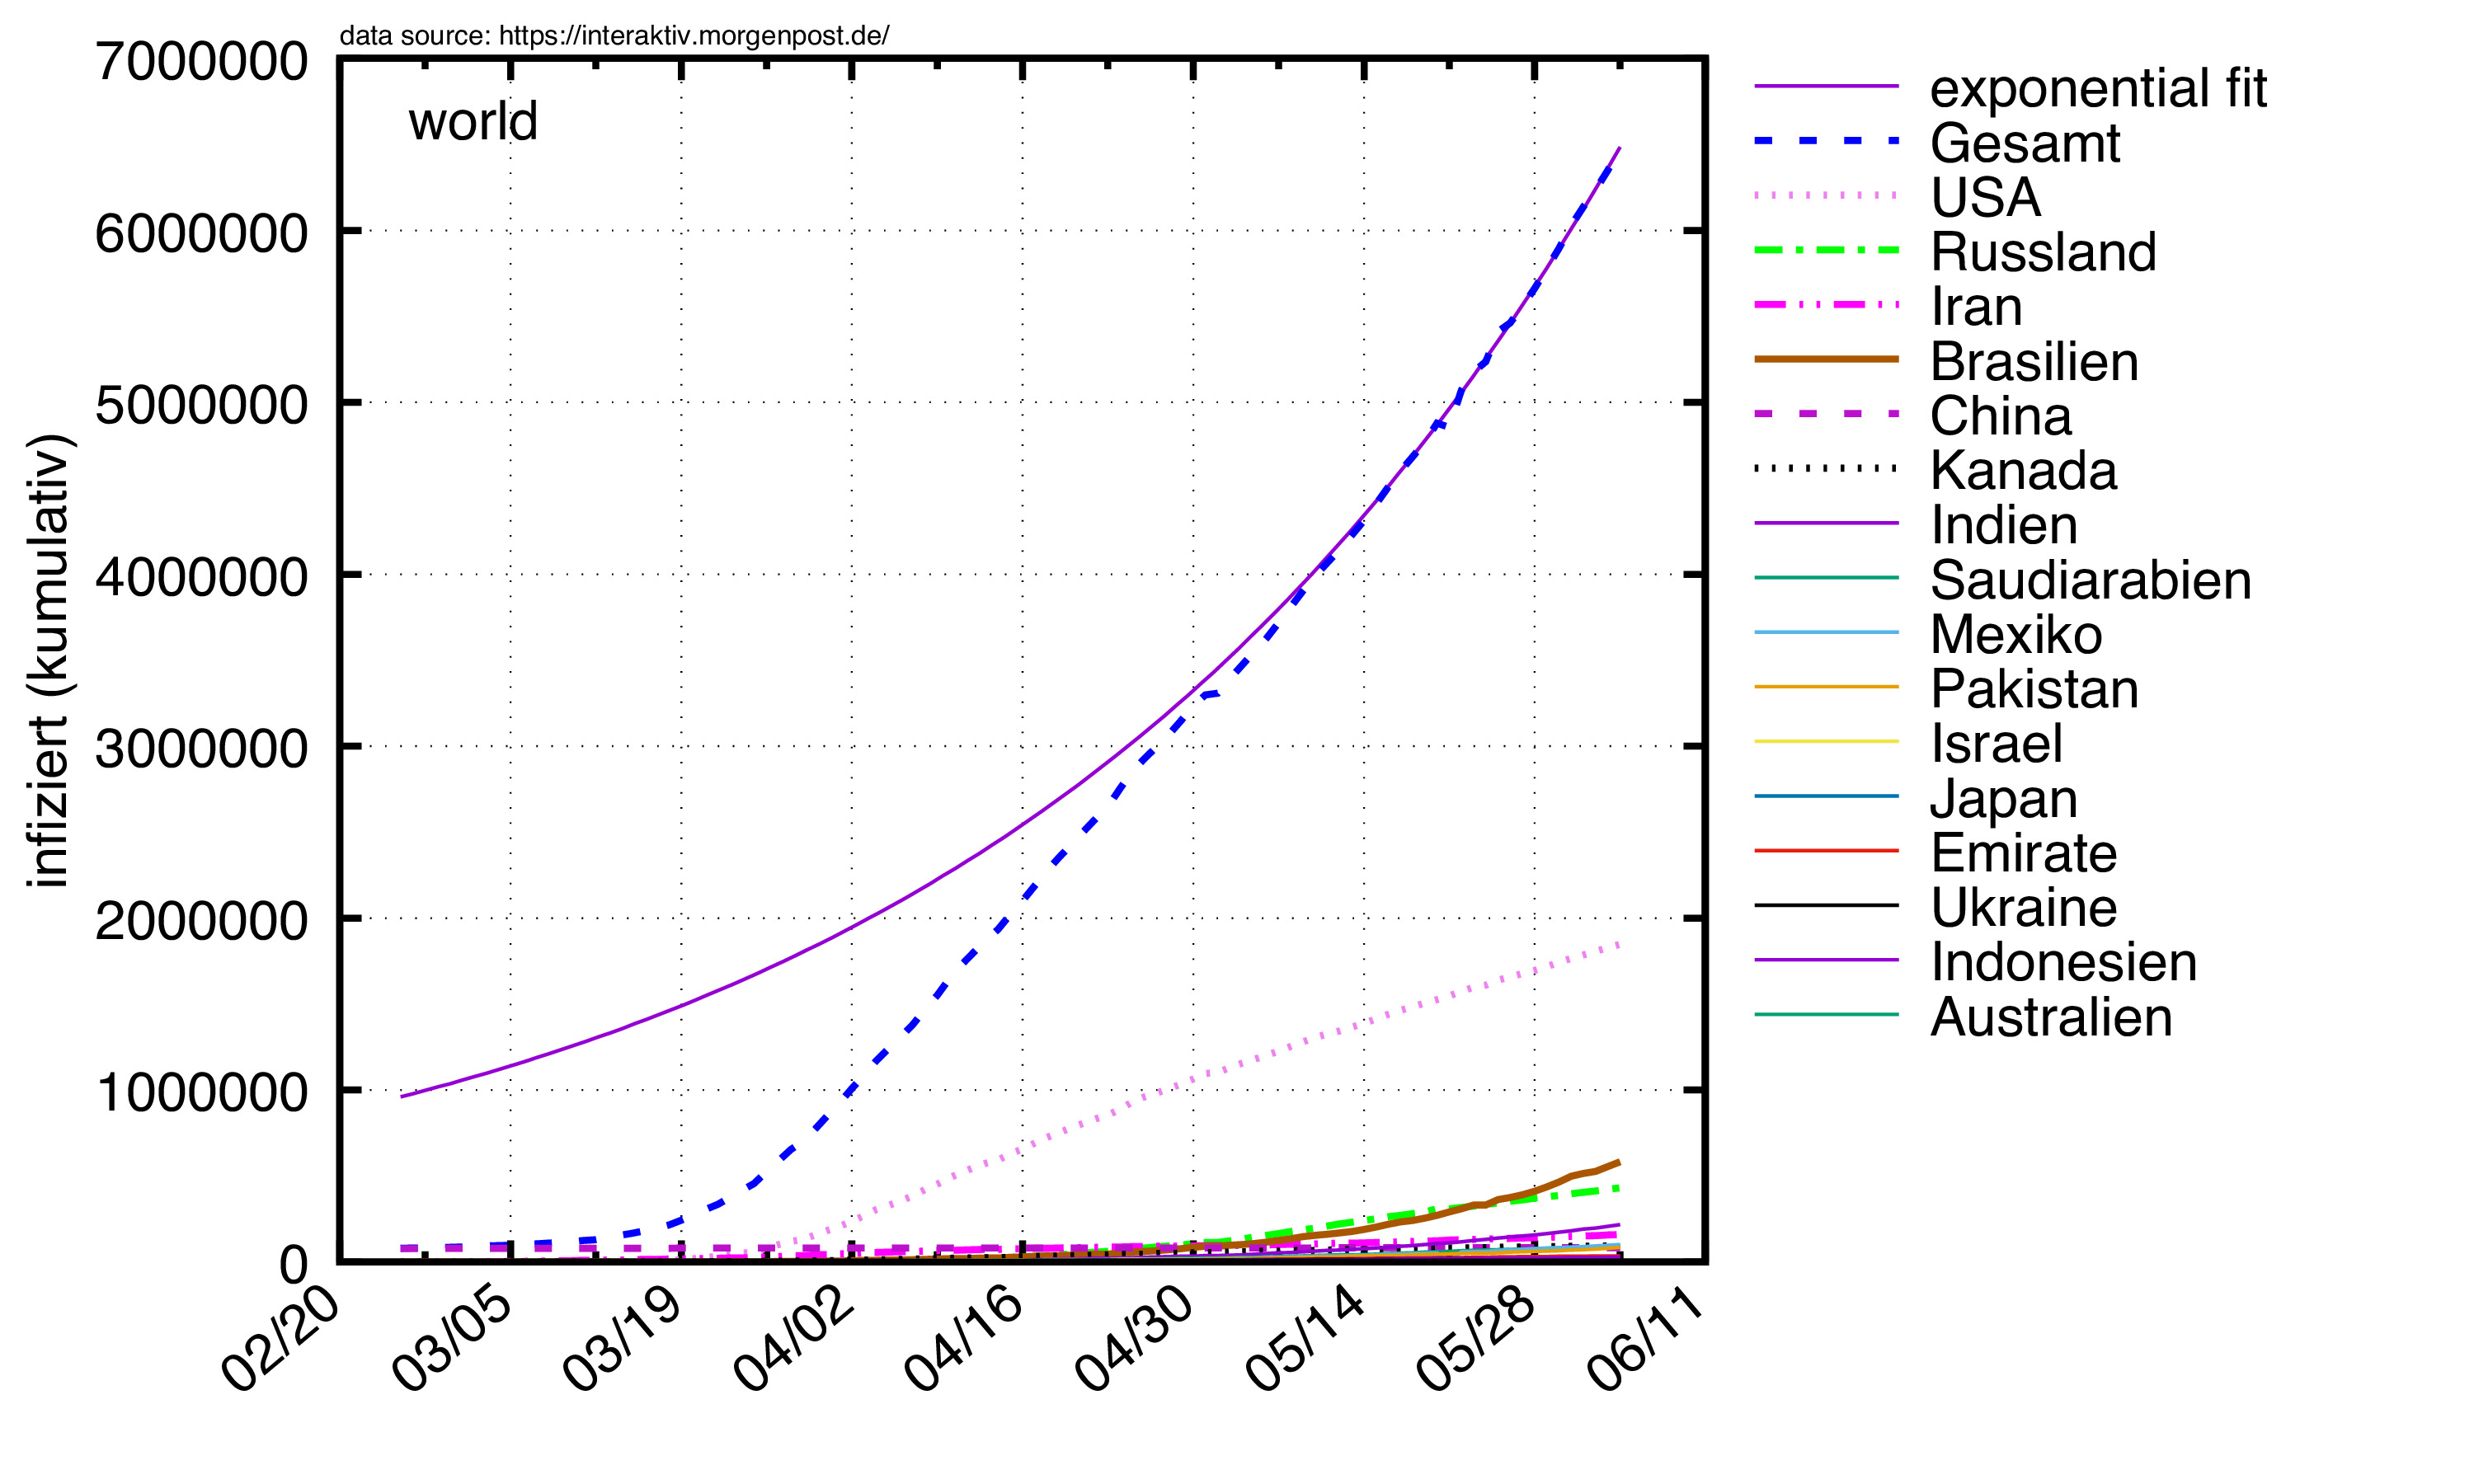 data source: https://interaktiv.morgenpost.de/
7000000
6000000
5000000
4000000
3000000
2000000
1000000
0
infiziert (kumulativ)
world
02/20
03/05
03/19
04/02
04/16
04/30
05/14
05/28
06/11
exponential fit
Gesamt
USA
Russland
Iran
Brasilien
China
Kanada
Indien
Saudiarabien
Mexiko
Pakistan
Israel
Japan
Emirate
Ukraine
Indonesien
Australien